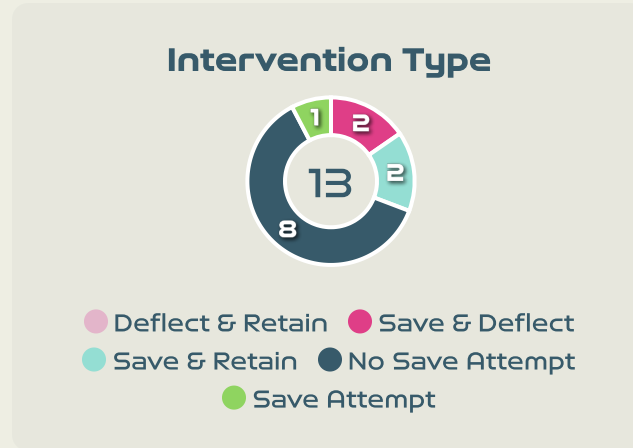 Intervention Type
1
2
2
13
8
Deflect & Retain
Save & Deflect
Save & Retain
No Save Attempt
Save Attempt